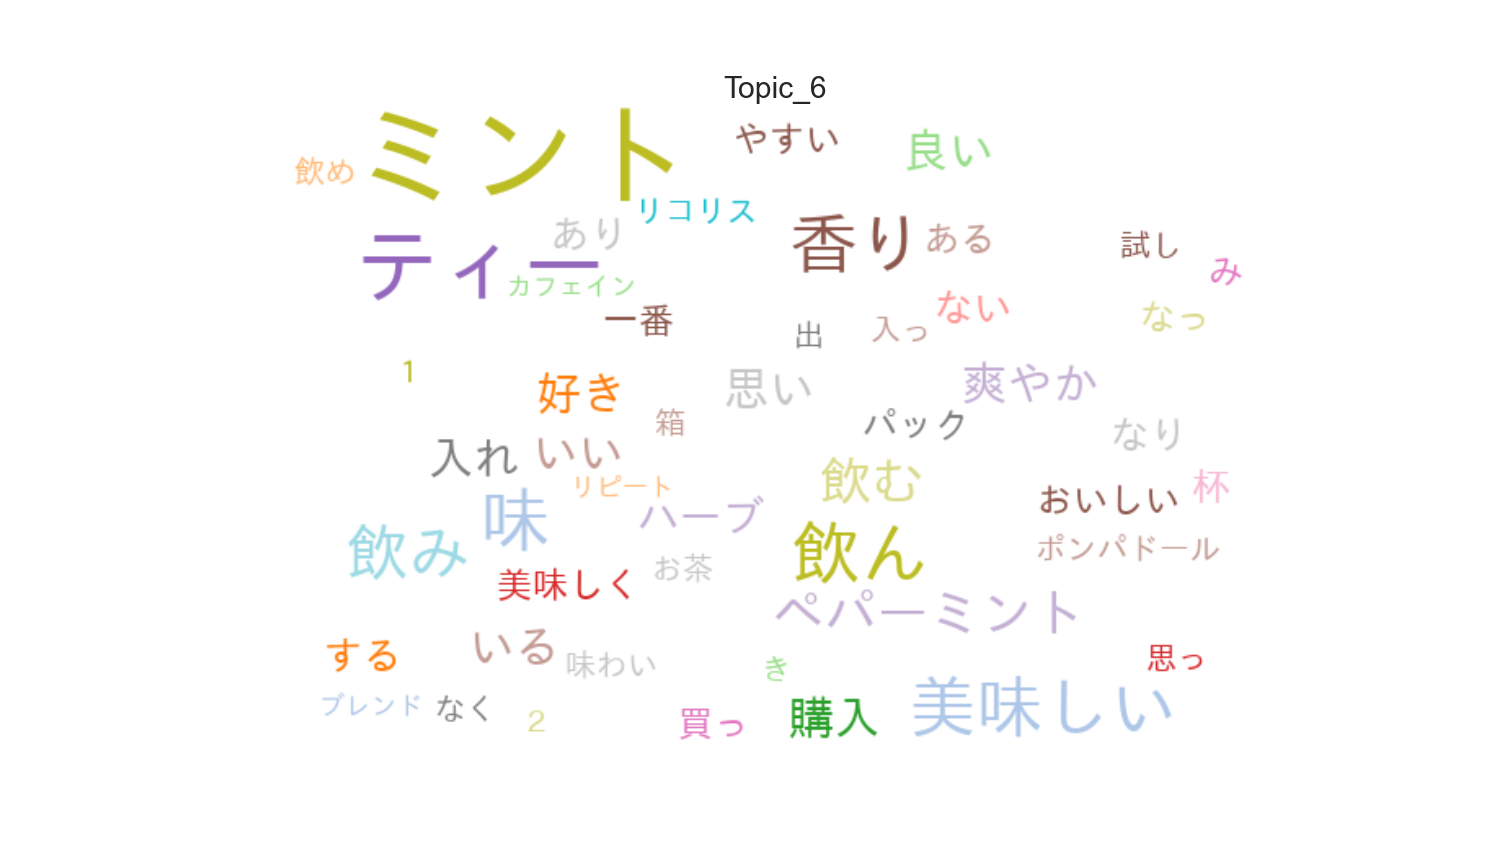 Topic_6
ミント
やすい
良い
飲め
リコリス
あり
香り
ある
試し
ティー
み
カフェイン
一番
出
入っ
ない
なっ
1
好き
思い
爽やか
箱
パック
なり
入れ
いい
リピート
飲む
杯
味
ハーブ
おいしい
飲み
飲ん
ポンパドール
美味しく
お茶
ペパーミント
する
いる
味わい
き
思っ
ブレンド
なく
2
買っ
購入
美味しい